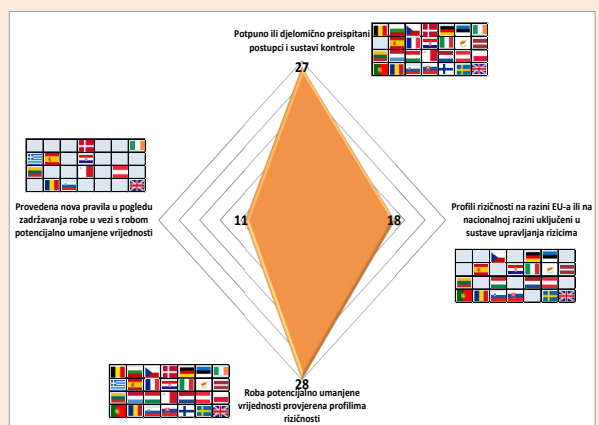 Potpuno ili djelomično preispitani
postupci i sustavi kontrole
27
Provedena nova pravila u pogledu
zadržavanja robe u vezi s robom
potencijalno umanjene vrijednosti
11
18
Profili rizičnosti na razini EU-a ili na
nacionalnoj razini uključeni u
sustave upravljanja rizicima
28
Roba potencijalno umanjene
vrijednosti provjerena profilima
rizičnosti